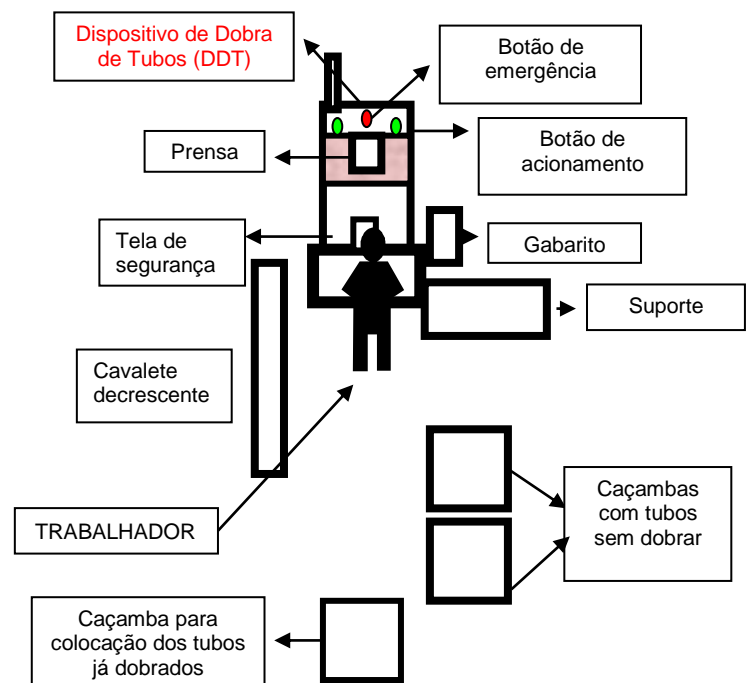 Dispositivo de Dobra
de Tubos (DDT)
Botão de
emergência
Prensa
Botão de
acionamento
Tela de
segurança
Gabarito
Suporte
Cavalete
decrescente
TRABALHADOR
Caçambas
com tubos
sem dobrar
Caçamba para
colocação dos tubos
já dobrados